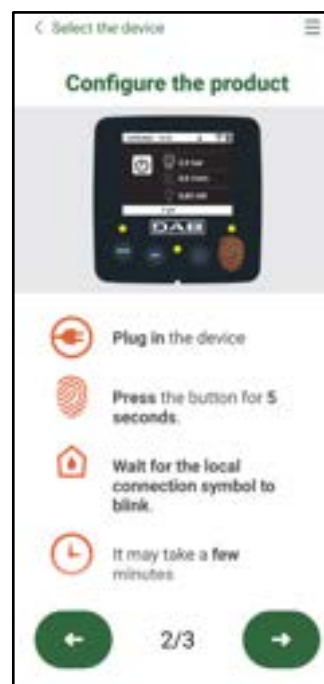 Select the device
Configure the product
DAB
Plug in the device
Press the button for 5
seconds.
Wait for the local
connection symbol to
blink.
It may take a few
minutes
2/3